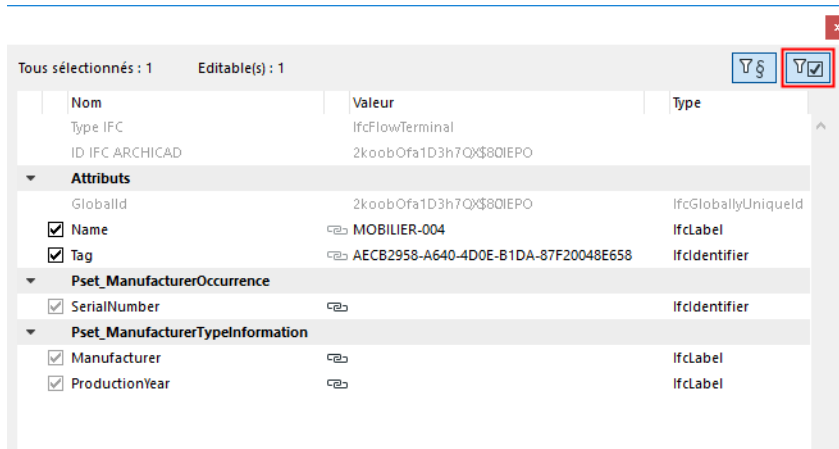 Tous sélectionnés : 1 Editable(s) : 1
Nom Valeur Type
Type IFC IfcFlowTerminal
ID IFC ARCHICAD 2koobOfa1D3h7QX$8OIEPO
Attributs
GlobalId 2koobOfa1D3h7QX$8OIEPO IfcGloballyUniqueId
Name MOBILIER-004 IfcLabel
Tag AECB2958-A640-4D0E-B1DA-87F20048E658 IfcIdentifier
Pset_ManufacturerOccurrence
SerialNumber IfcIdentifier
Pset_ManufacturerTypeInformation
Manufacturer IfcLabel
ProductionYear IfcLabel